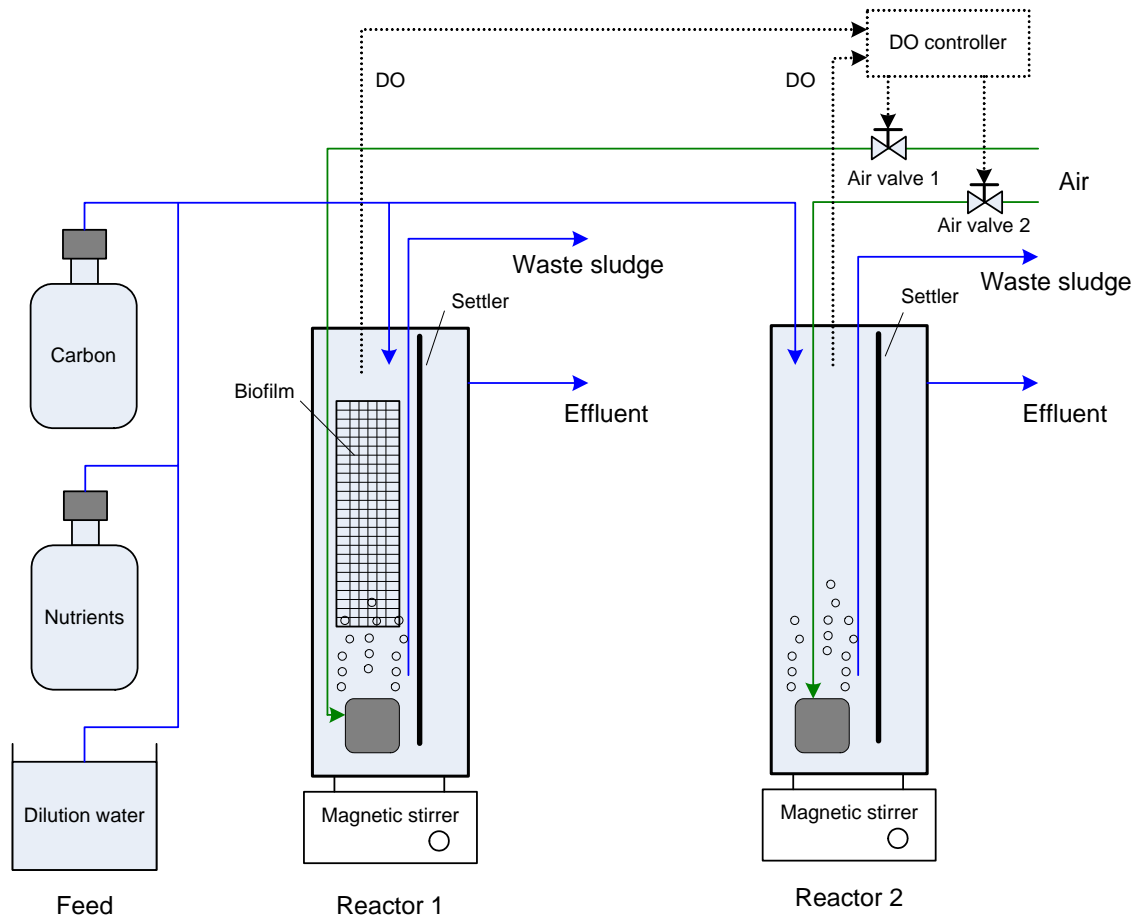 DO controller
DO
DO
Air valve 1
Air
Air valve 2
Waste sludge
Waste sludge
Settler
Settler
Carbon
Biofilm
Effluent
Effluent
Nutrients
Dilution water
Magnetic stirrer
Magnetic stirrer
Feed
Reactor 1
Reactor 2